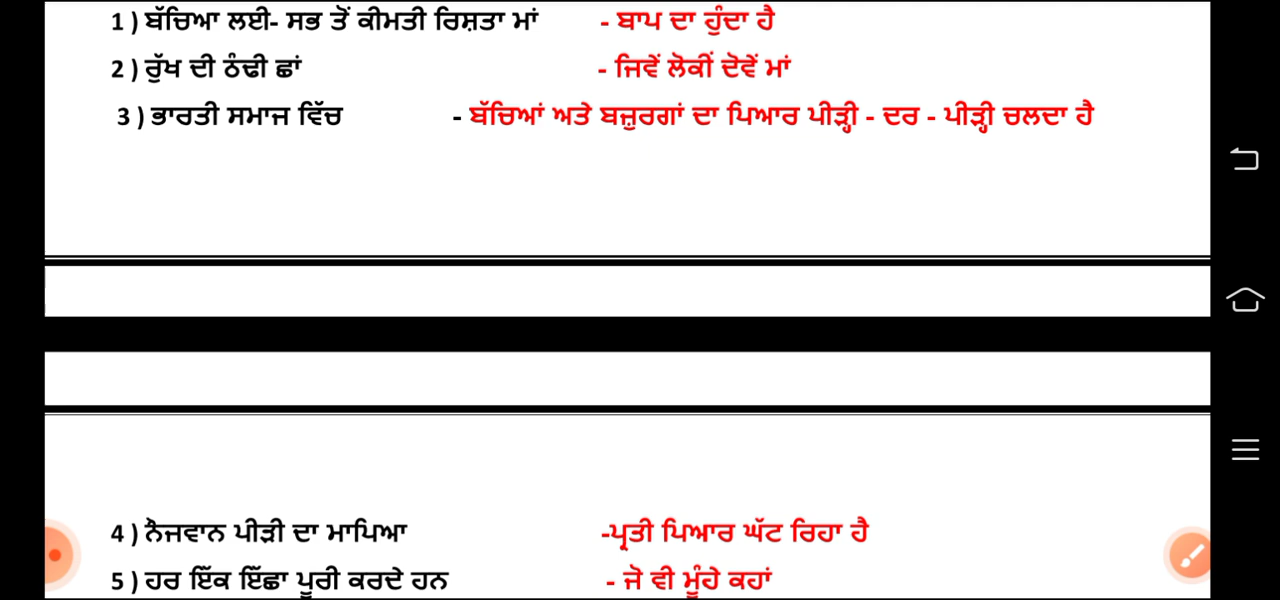 1 ) ਬੱਚਿਆ ਲਈ- ਸਭ ਤੋਂ ਕੀਮਤੀ ਰਿਸ਼ਤਾ ਮਾਂ - ਬਾਪ ਦਾ ਹੁੰਦਾ ਹੈ
2 ) ਰੁੱਖ ਦੀ ਠੰਢੀ ਛਾਂ - ਜਿਵੇਂ ਲੋਕੀਂ ਦੋਵੇਂ ਮਾਂ
3 ) ਭਾਰਤੀ ਸਮਾਜ ਵਿੱਚ - ਬੱਚਿਆਂ ਅਤੇ ਬਜ਼ੁਰਗਾਂ ਦਾ ਪਿਆਰ ਪੀੜ੍ਹੀ - ਦਰ - ਪੀੜ੍ਹੀ ਚਲਦਾ ਹੈ
4 ) ਨੌਜਵਾਨ ਪੀੜੀ ਦਾ ਮਾਪਿਆ -ਪ੍ਰਤੀ ਪਿਆਰ ਘੱਟ ਰਿਹਾ ਹੈ
5 ) ਹਰ ਇੱਕ ਇੱਛਾ ਪੂਰੀ ਕਰਦੇ ਹਨ - ਜੋ ਵੀ ਮੂੰਹੋ ਕਹਾਂ